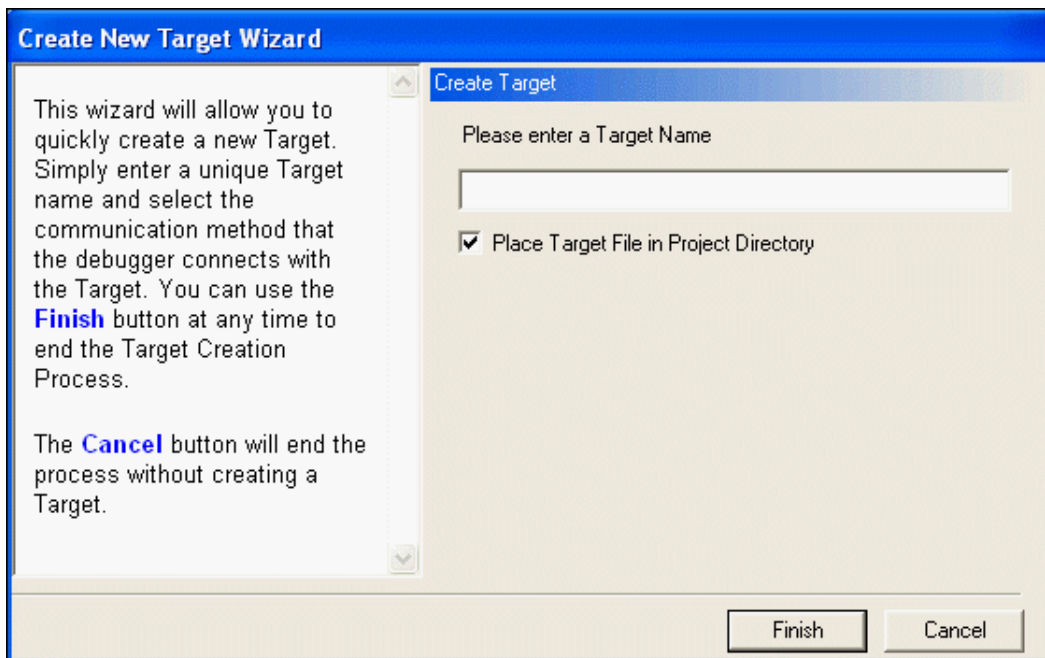 Create New Target Wizard
This wizard will allow you to
quickly create a new Target.
Simply enter a unique Target
name and select the
communication method that
the debugger connects with
the Target. You can use the
Finish button at any time to
end the Target Creation
Process.
The Cancel button will end the
process without creating a
Target.
Create Target
Please enter a Target Name
Place Target File in Project Directory
Finish
Cancel